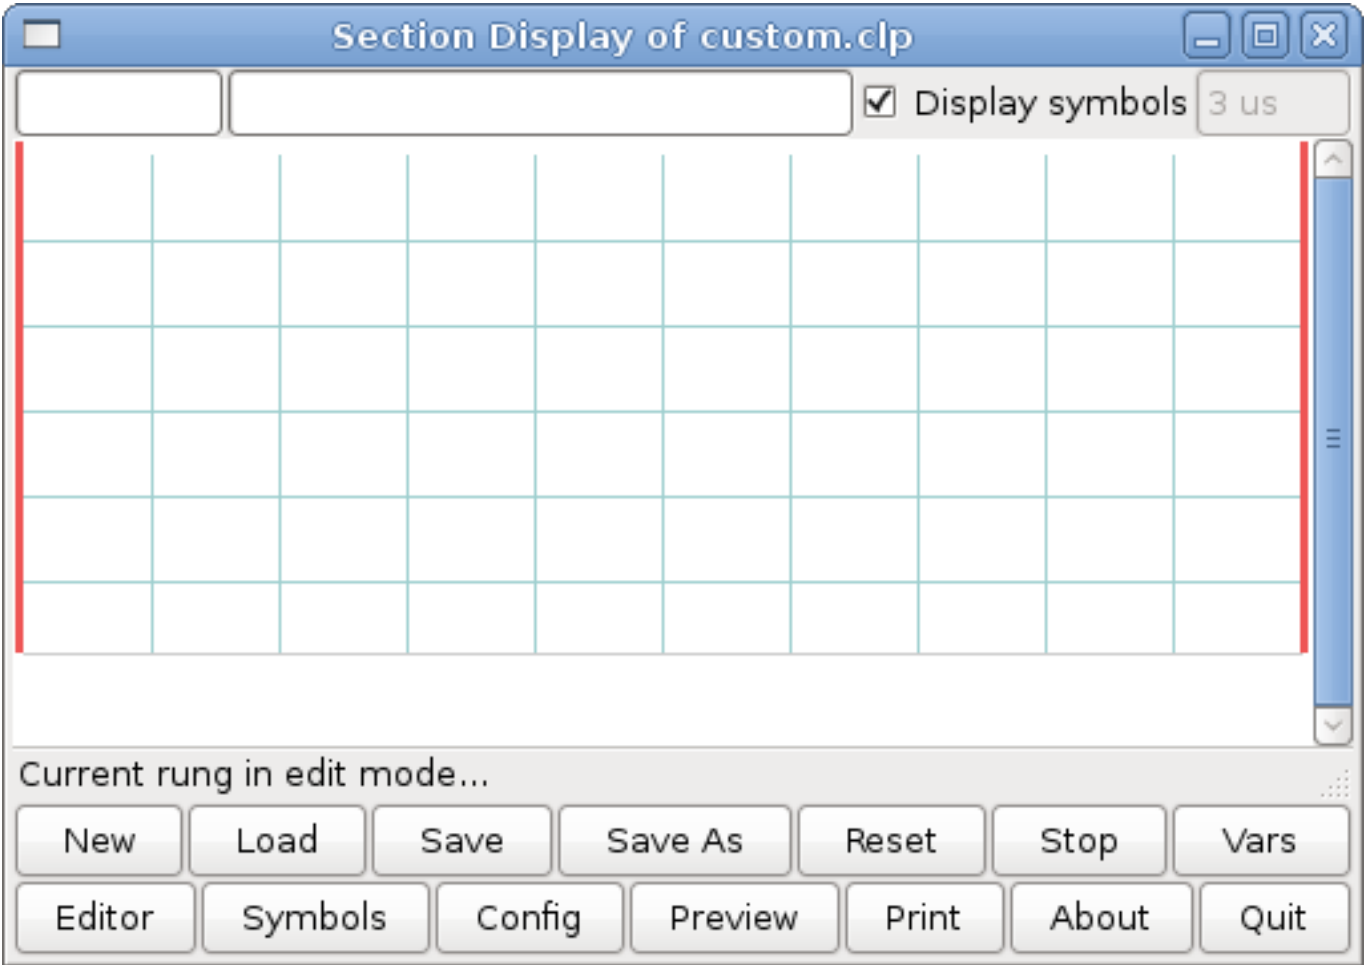 Section Display of custom.clp
Display symbols 3 us
Current rung in edit mode...
New Load Save Save As Reset Stop Vars
Editor Symbols Config Preview Print About Quit